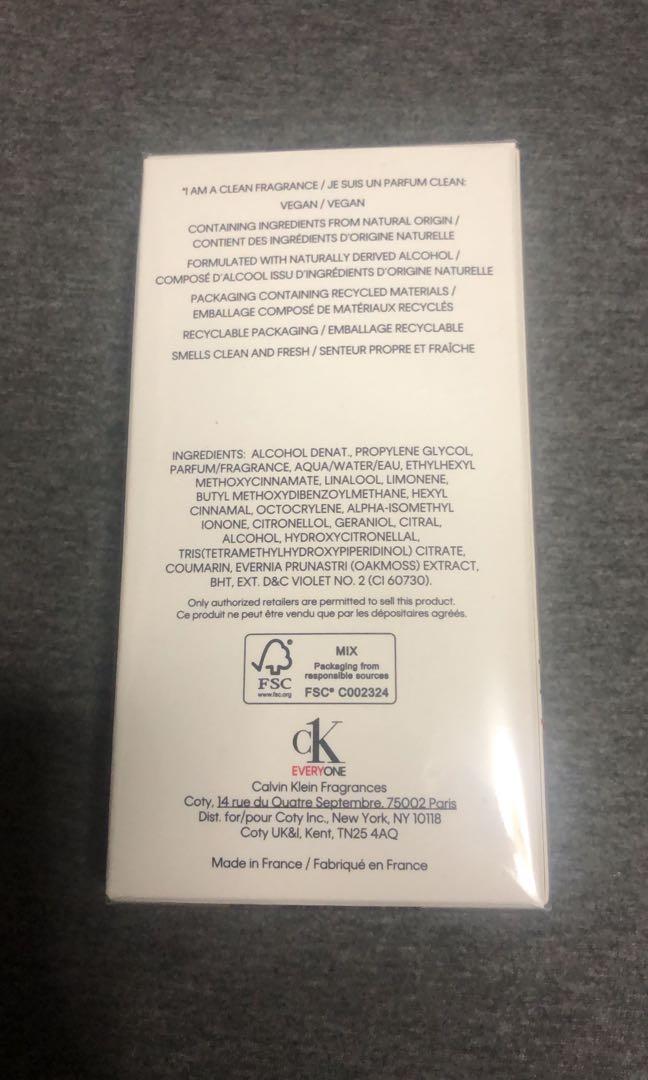 *I AM A CLEAN FRAGRANCE / JE SUIS UN PARFUM CLEAN:
VEGAN / VEGAN
CONTAINING INGREDIENTS FROM NATURAL ORIGIN /
CONTIENT DES INGRÉDIENTS D'ORIGINE NATURELLE
FORMULATED WITH NATURALLY DERIVED ALCOHOL /
COMPOSÉ D'ALCOOL ISSU D'INGRÉDIENTS D'ORIGINE NATURELLE
PACKAGING CONTAINING RECYCLED MATERIALS /
EMBALLAGE COMPOSÉ DE MATÉRIAUX RECYCLÉS
RECYCLABLE PACKAGING / EMBALLAGE RECYCLABLE
SMELLS CLEAN AND FRESH / SENTEUR PROPRE ET FRAÎCHE
INGREDIENTS: ALCOHOL DENAT., PROPYLENE GLYCOL,
PARFUM/FRAGRANCE, AQUA/WATER/EAU, ETHYLHEXYL
METHOXYCINNAMATE, LINALOOL, LIMONENE,
BUTYL METHOXYDIBENZOYLMETHANE, HEXYL
CINNAMAL, OCTOCRYLENE, ALPHA-ISOMETHYL
IONONE, CITRONELLOL, GERANIOL, CITRAL,
ALCOHOL, HYDROXYCITRONELLAL,
TRIS(TETRAMETHYLHYDROXYPIPERIDINOL) CITRATE,
COUMARIN, EVERNIA PRUNASTRI (OAKMOSS) EXTRACT,
BHT, EXT. D&C VIOLET NO. 2 (CI 60730).
Only authorized retailers are permitted to sell this product.
Ce produit ne peut être vendu que par les dépositaires agréés.
FSC
www.fsc.org
MIX
Packaging from
responsible sources
FSC® C002324
cK
EVERYONE
Calvin Klein Fragrances
Coty, 14 rue du Quatre Septembre, 75002 Paris
Dist. for/pour Coty Inc., New York, NY 10118
Coty UK&I, Kent, TN25 4AQ
Made in France / Fabriqué en France